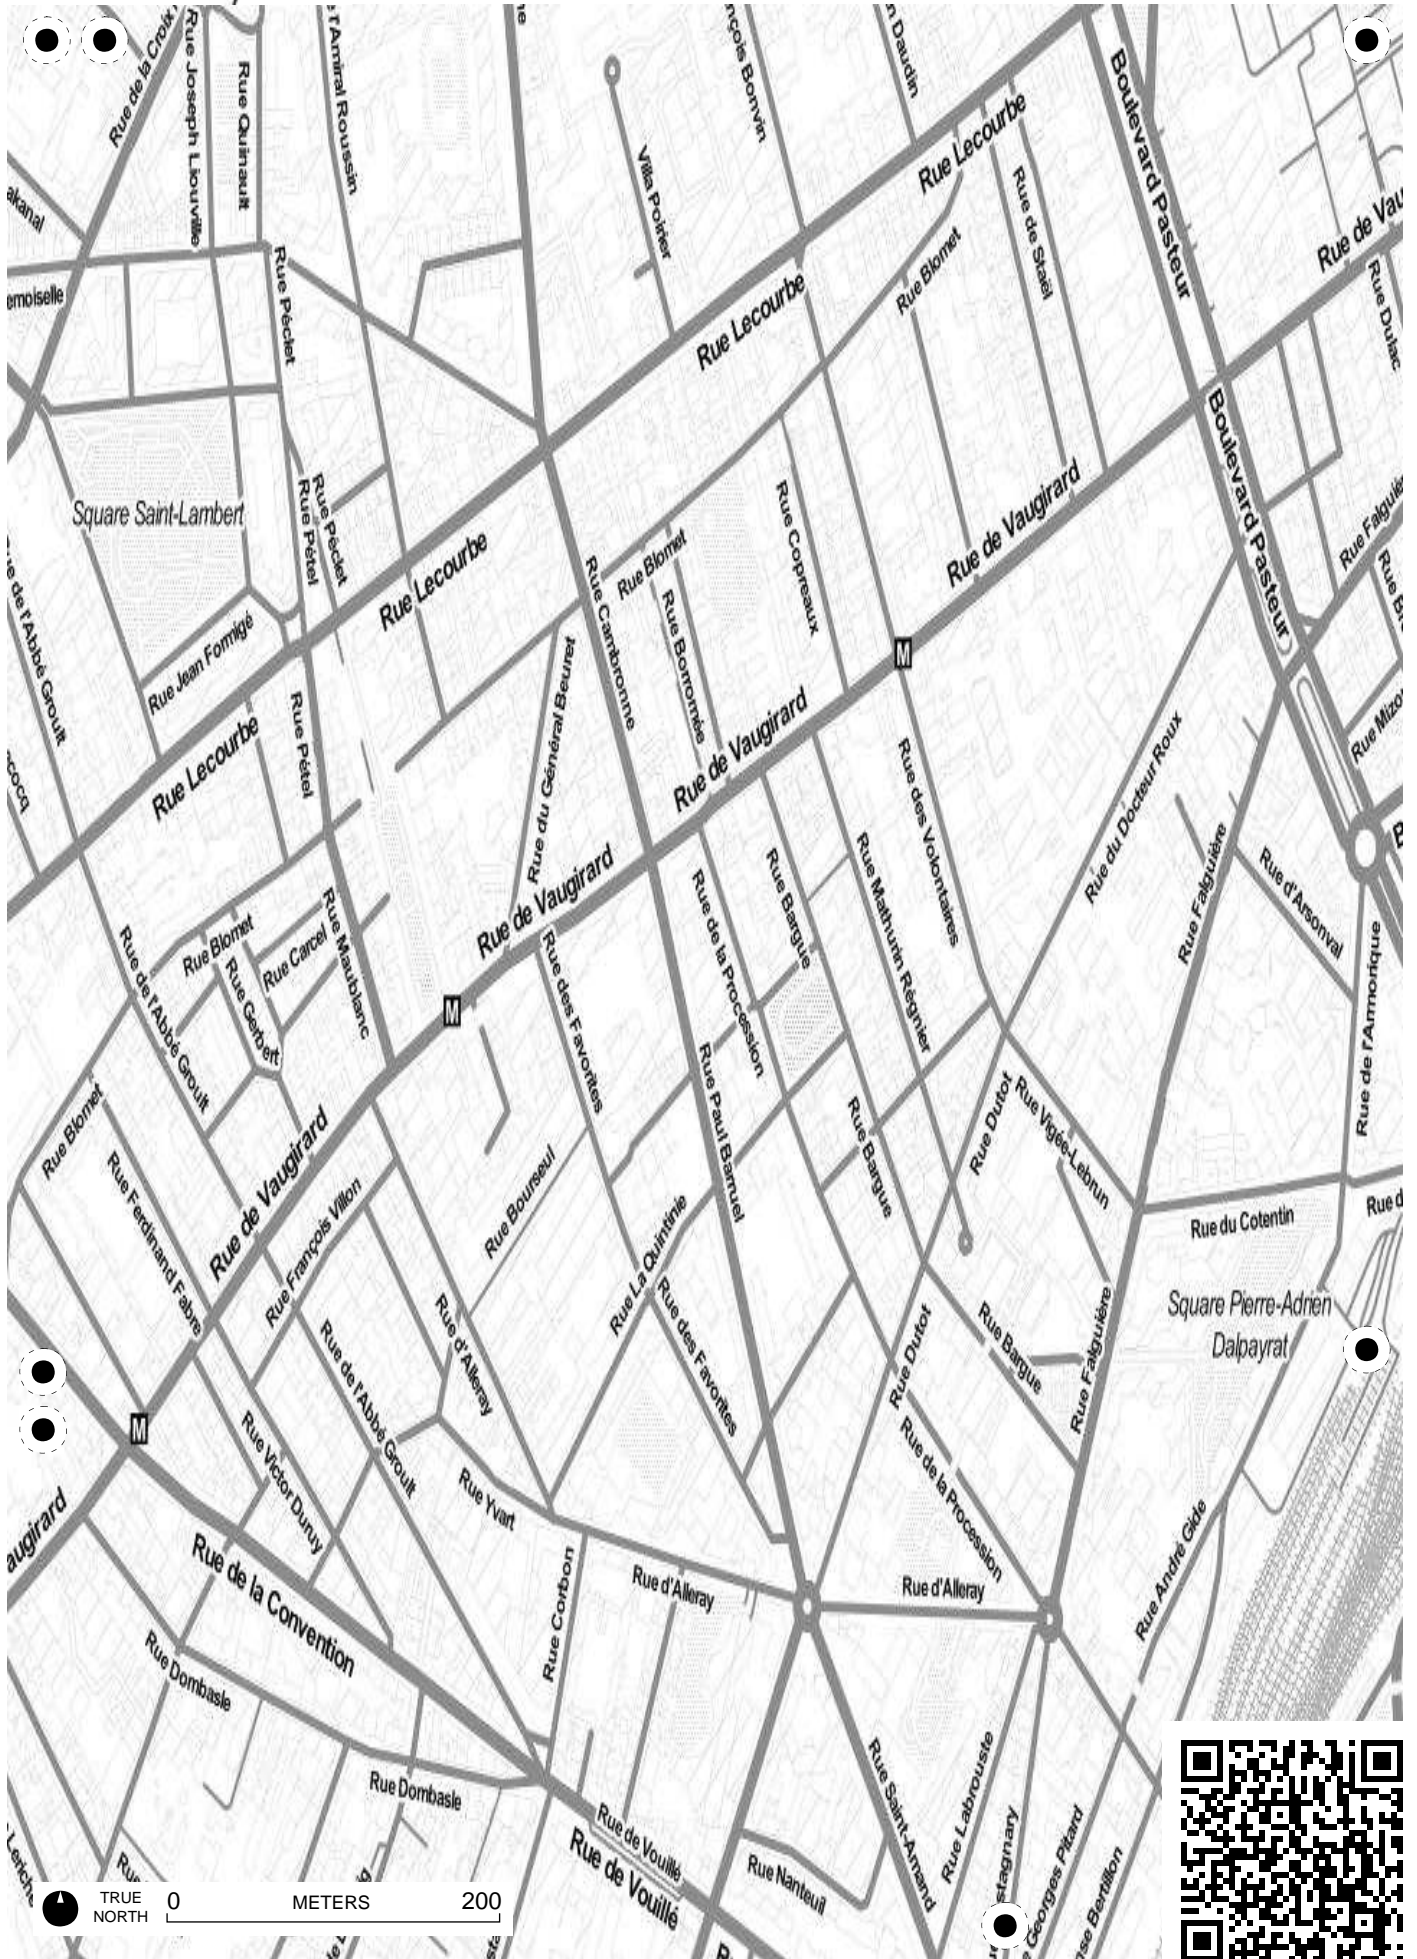 Rue de la Croix
Rue Joseph Liouville
Rue Quinault
l'Amiral Roussin
Villa Poirier
nçois Bonvin
n Daudin
Rue Lecourbe
Boulevard Pasteur
Rue de Staël
Rue Blomet
Rue de Vau
Rue Dulac
akanal
emoiselle
Rue Péclet
Rue Lecourbe
Square Saint-Lambert
Rue Péclet
Rue Pétel
Rue Lecourbe
Rue Cambronne
Rue Blomet
Rue Borromée
Rue Copreaux
Rue de Vaugirard
Boulevard Pasteur
Rue Falguiè
Rue de l'Abbé Groult
Rue Jean Formigé
M
Rue Lecourbe
Rue Pétel
Rue du Général Beuret
Rue de Vaugirard
Rue des Volontaires
Rue du Docteur Roux
Rue Mizo
cocq
Rue de Vaugirard
Rue de la Procession
Rue Bargue
Rue Mathurin Régnier
Rue Falguière
Rue d'Arsonval
B
Rue de l'Armorique
Rue de l'Abbé Groult
Rue Blomet
Rue Gerbert
Rue Carcel
Rue Maublanc
M
Rue des Favorites
Rue Paul Barruel
Rue Bargue
Rue Dutot
Rue Vigée-Lebrun
Rue Blomet
Rue Ferdinand Fabre
Rue de Vaugirard
Rue François Villon
Rue Bourseul
Rue La Quintinie
Rue du Cotentin
Rue d
Square Pierre-Adrien
Dalpayrat
Rue de l'Abbé Groult
Rue d'Alleray
Rue des Favorites
Rue Dutot
Rue Bargue
Rue Falguière
M
Rue Victor Duruy
Rue Yvart
Rue de la Procession
augirard
Rue de la Convention
Rue Corbon
Rue d'Alleray
Rue d'Alleray
Rue André Gide
Rue Dombasle
Rue Dombasle
Rue de Vouillé
Rue de Vouillé
Rue Nanteuil
Rue Saint-Amand
Rue Labrouste
stagnary
Georges Pitard
Bertillon
Leriche
Rue
TRUE
NORTH
0 METERS 200